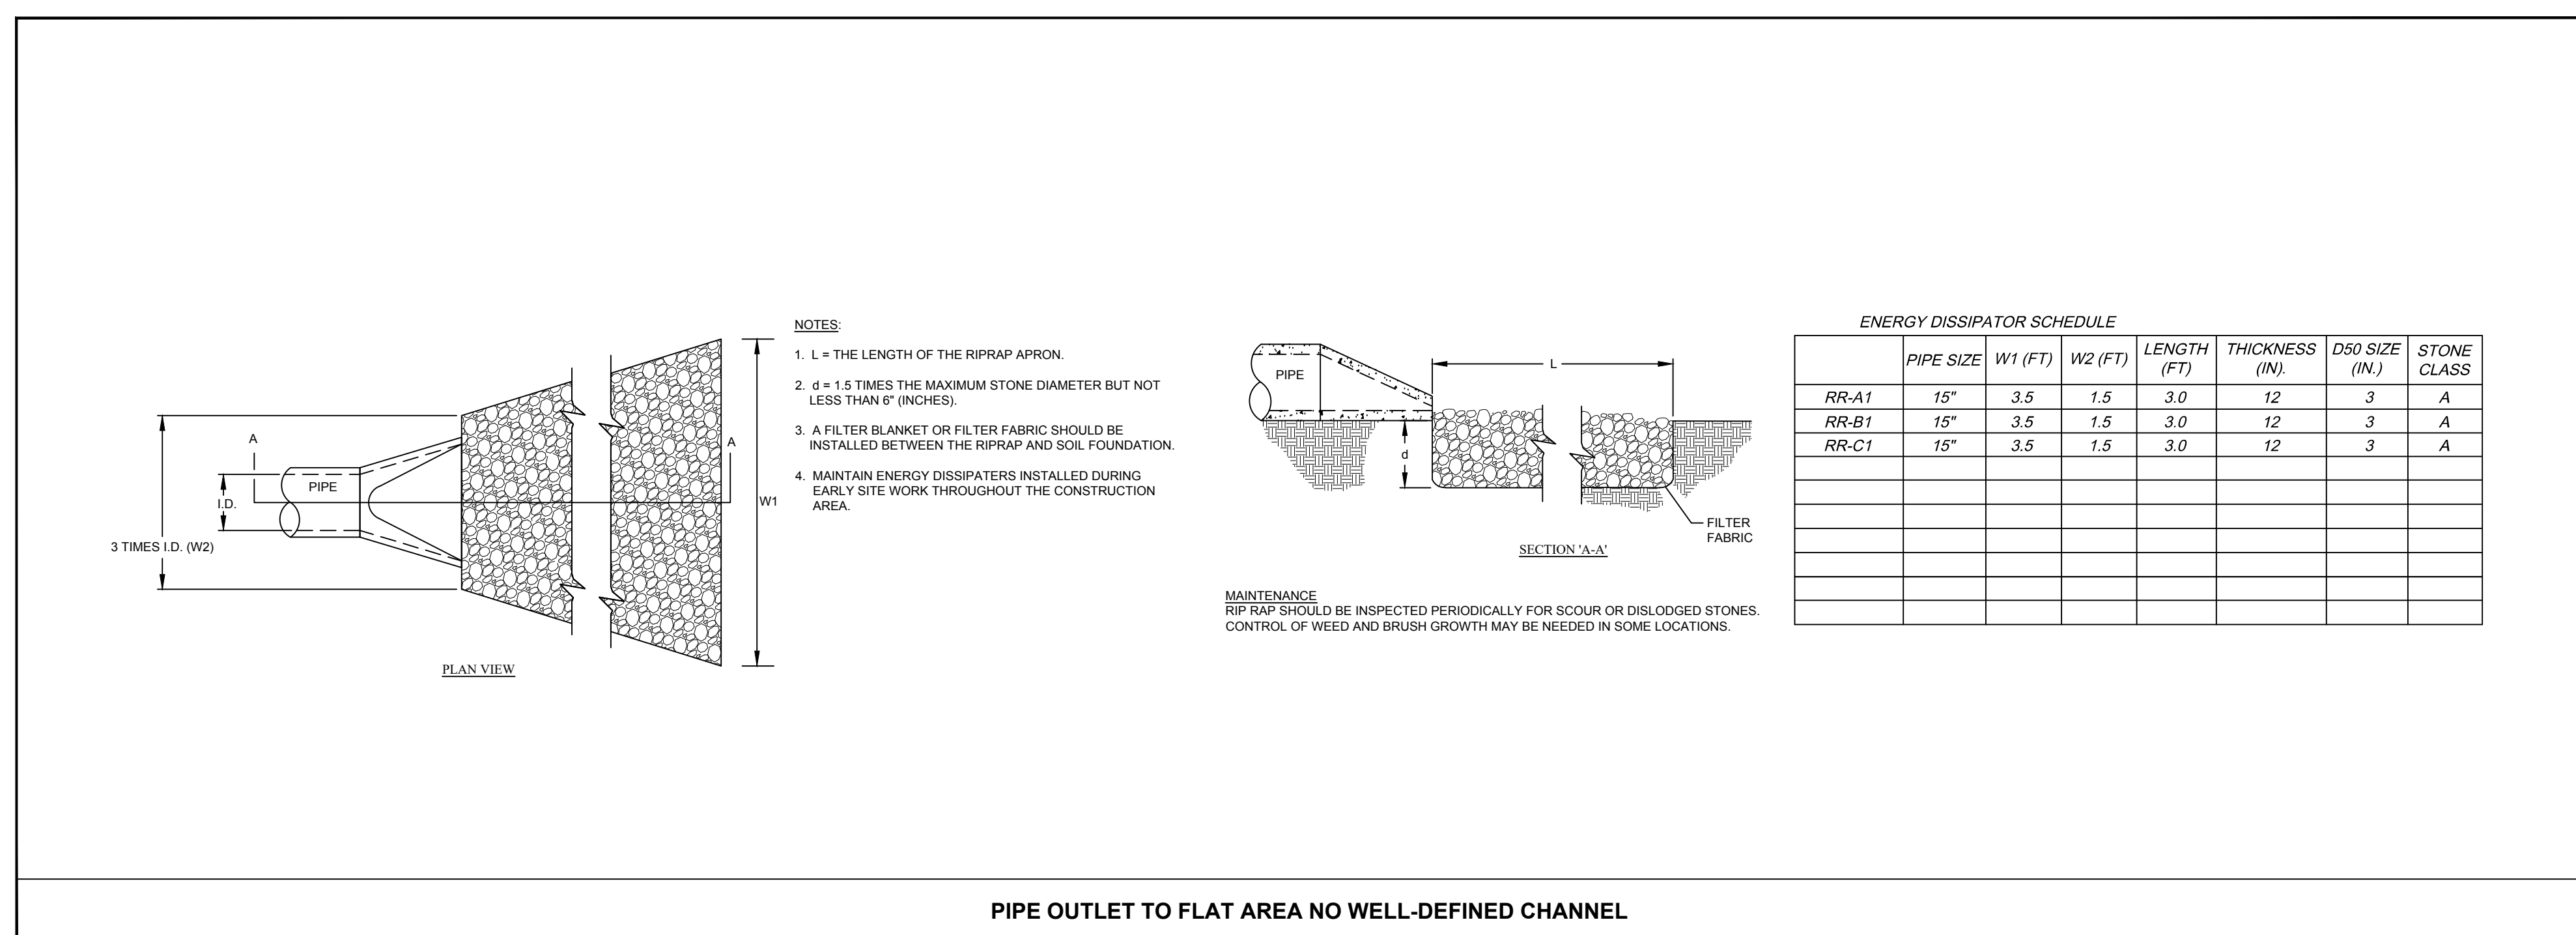 A
PIPE
I.D.
3 TIMES I.D. (W2)
A
W1
PLAN VIEW
NOTES:
1. L = THE LENGTH OF THE RIPRAP APRON.
2. d = 1.5 TIMES THE MAXIMUM STONE DIAMETER BUT NOT
LESS THAN 6" (INCHES).
3. A FILTER BLANKET OR FILTER FABRIC SHOULD BE
INSTALLED BETWEEN THE RIPRAP AND SOIL FOUNDATION.
4. MAINTAIN ENERGY DISSIPATERS INSTALLED DURING
EARLY SITE WORK THROUGHOUT THE CONSTRUCTION
AREA.
PIPE
L
d
FILTER
FABRIC
SECTION 'A-A'
MAINTENANCE
RIP RAP SHOULD BE INSPECTED PERIODICALLY FOR SCOUR OR DISLODGED STONES.
CONTROL OF WEED AND BRUSH GROWTH MAY BE NEEDED IN SOME LOCATIONS.
ENERGY DISSIPATOR SCHEDULE
PIPE SIZE W1 (FT) W2 (FT) LENGTH (FT) THICKNESS (IN). D50 SIZE (IN.) STONE CLASS
RR-A1 15" 3.5 1.5 3.0 12 3 A
RR-B1 15" 3.5 1.5 3.0 12 3 A
RR-C1 15" 3.5 1.5 3.0 12 3 A
PIPE OUTLET TO FLAT AREA NO WELL-DEFINED CHANNEL